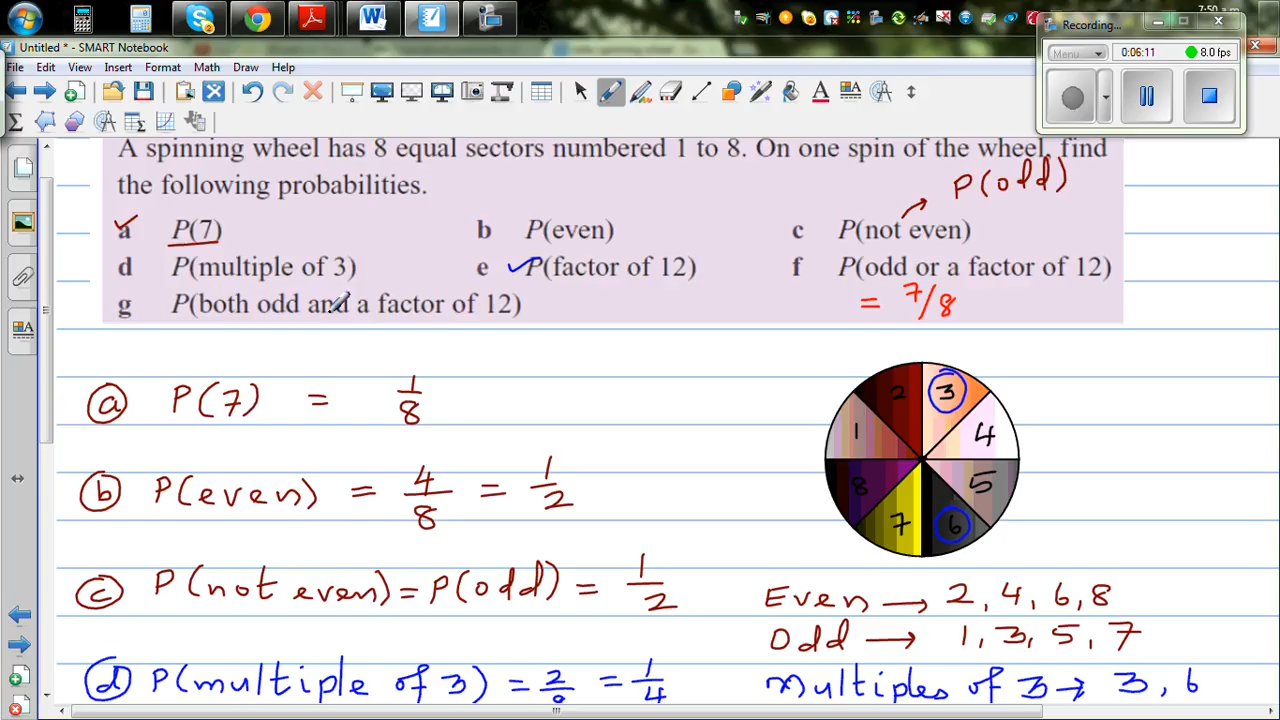 7:50 a.m.
Recording...
Untitled * - SMART Notebook
Menu
0:06:11
8.0 fps
File Edit View Insert Format Math Draw Help
A spinning wheel has 8 equal sectors numbered 1 to 8. On one spin of the wheel, find
the following probabilities.
P(odd)
a P(7) b P(even) c P(not even)
d P(multiple of 3) e P(factor of 12) f P(odd or a factor of 12)
g P(both odd and a factor of 12)
= 7/8
a P(7) = 1/8
b P(even) = 4/8 = 1/2
c P(not even) = P(odd) = 1/2
d P(multiple of 3) = 2/8 = 1/4
2 3
1 4
8 5
7 6
Even → 2, 4, 6, 8
Odd → 1, 3, 5, 7
multiples of 3 → 3, 6